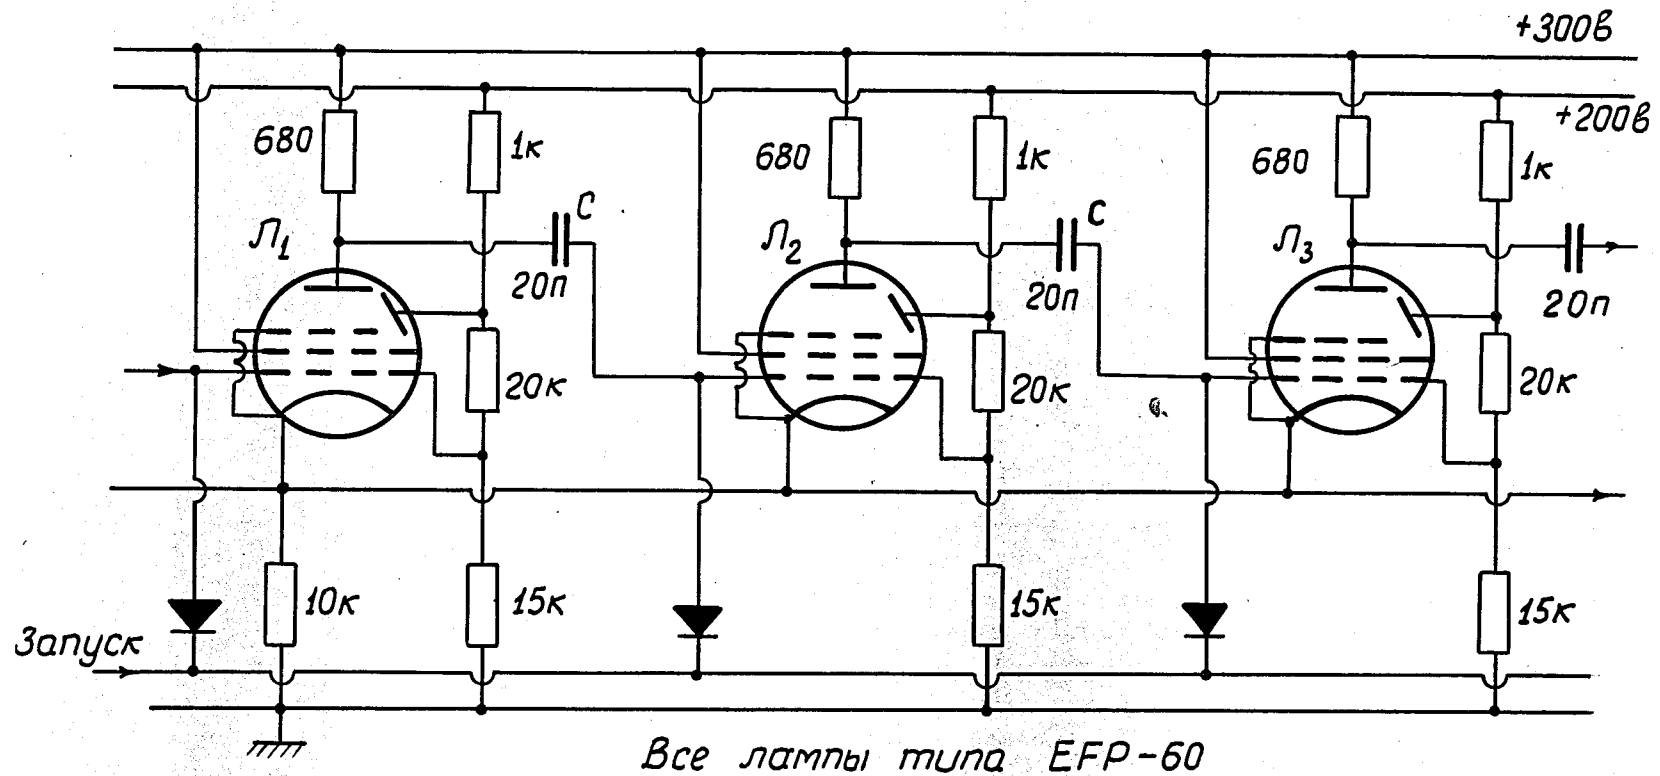 +300в
+200в
680
1к
680
1к
680
1к
Л1
С
Л2
С
Л3
20п
20п
20п
20к
20к
20к
10к
15к
15к
15к
Запуск
Все лампы типа EFP-60